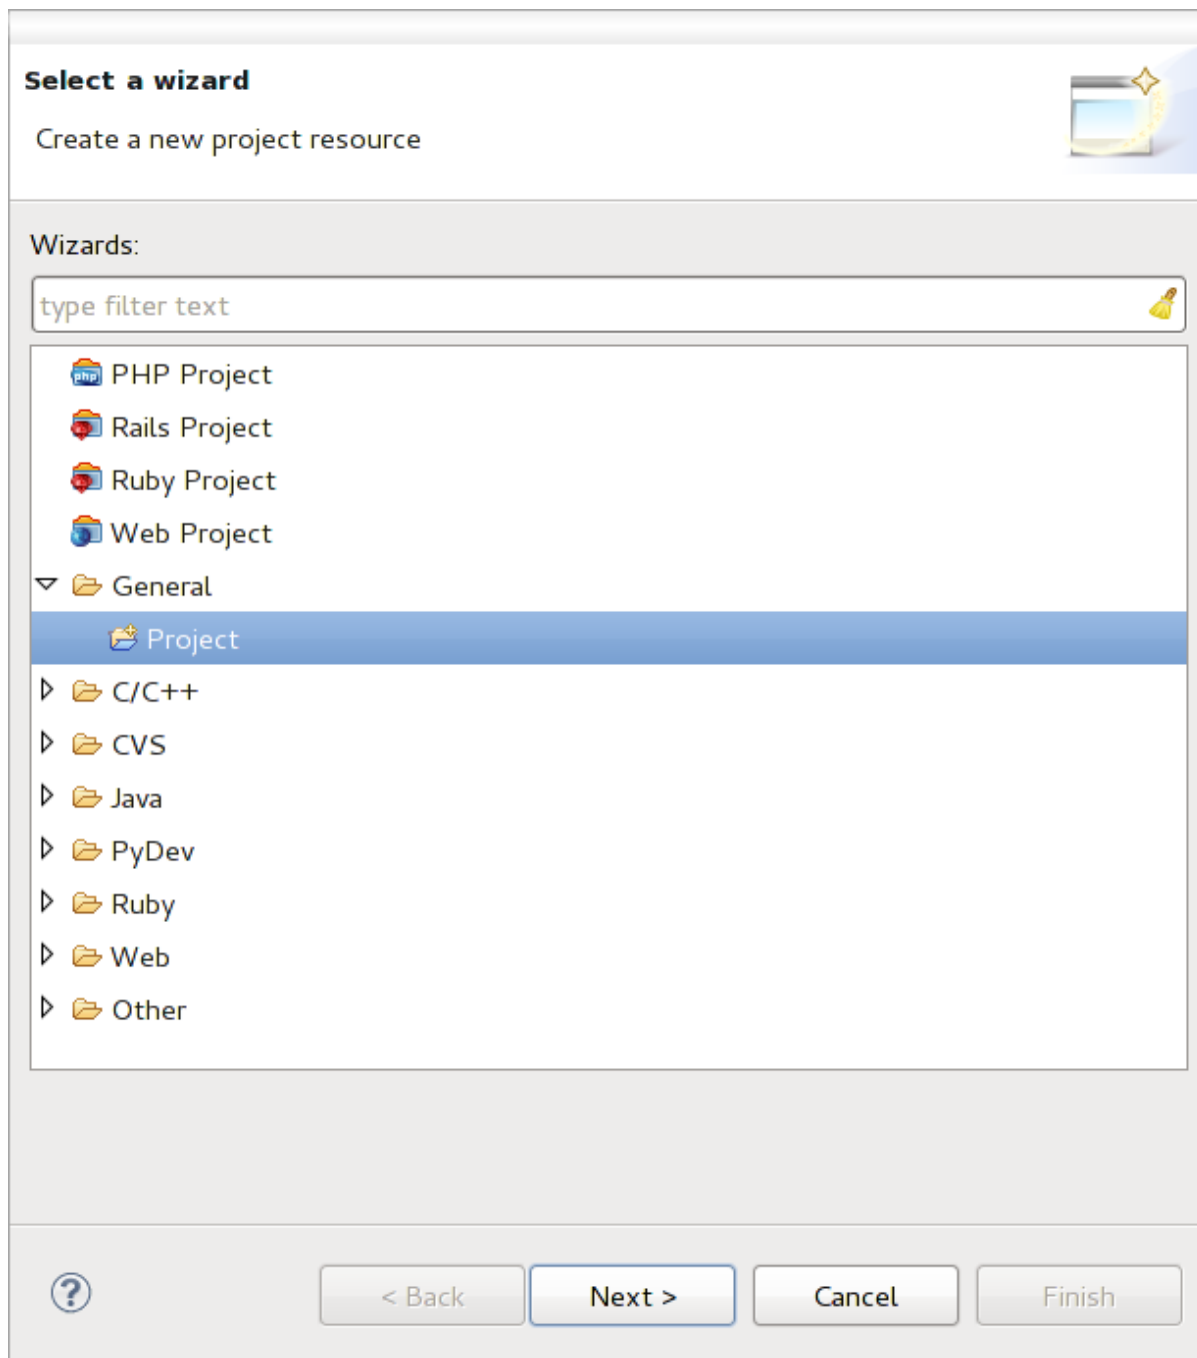 Select a wizard
Create a new project resource
Wizards:
type filter text
php PHP Project
Rails Project
Ruby Project
Web Project
General
Project
C/C++
CVS
Java
PyDev
Ruby
Web
Other
? < Back Next > Cancel Finish